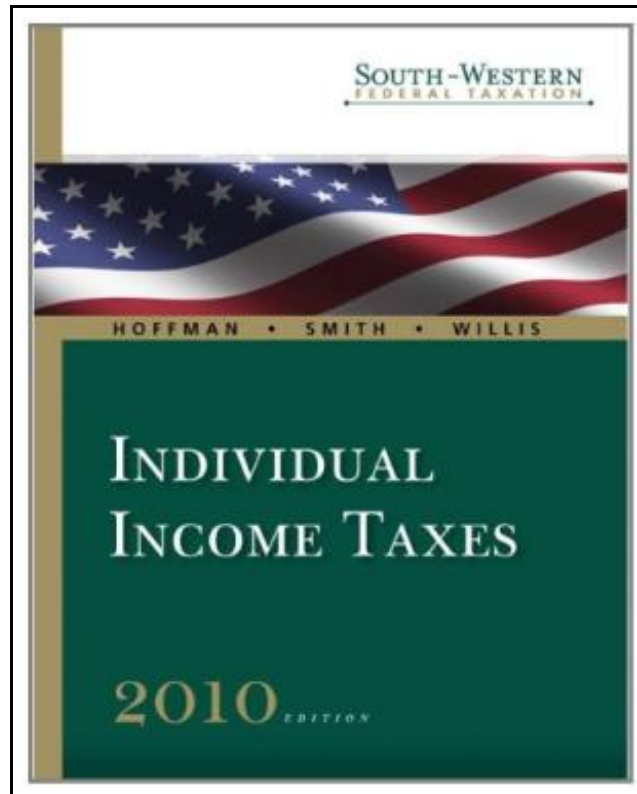 SOUTH-WESTERN
FEDERAL TAXATION
HOFFMAN • SMITH • WILLIS
INDIVIDUAL
INCOME TAXES
2010 EDITION